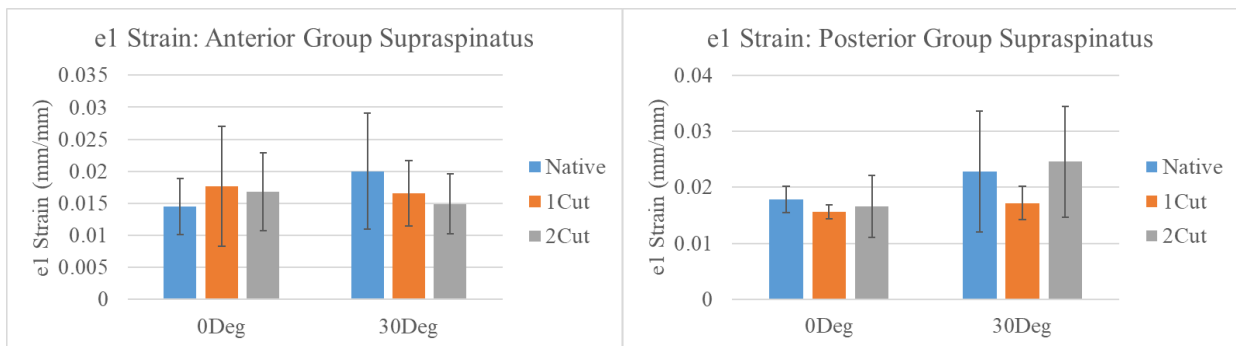 e1 Strain: Anterior Group Supraspinatus
e1 Strain (mm/mm)
0.035
0.03
0.025
0.02
0.015
0.01
0.005
0
0Deg
30Deg
Native
1Cut
2Cut
e1 Strain: Posterior Group Supraspinatus
e1 Strain (mm/mm)
0.04
0.03
0.02
0.01
0
0Deg
30Deg
Native
1Cut
2Cut